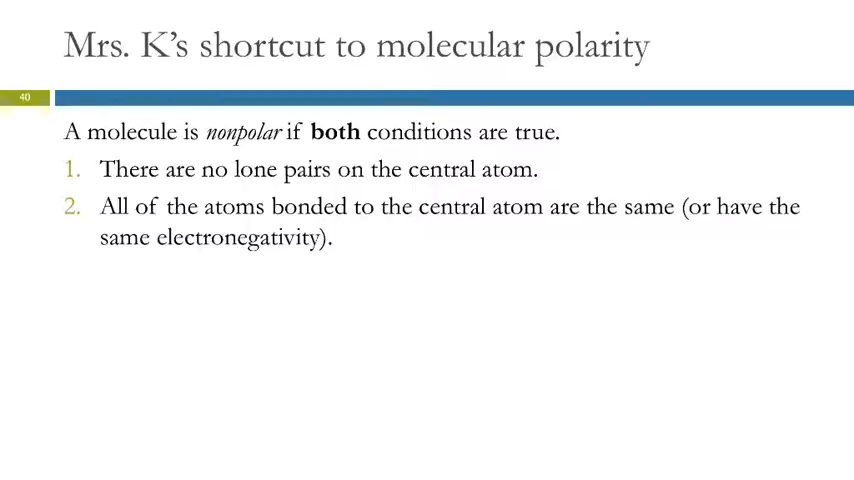 Mrs. K’s shortcut to molecular polarity
40
A molecule is nonpolar if both conditions are true.
1. There are no lone pairs on the central atom.
2. All of the atoms bonded to the central atom are the same (or have the
same electronegativity).